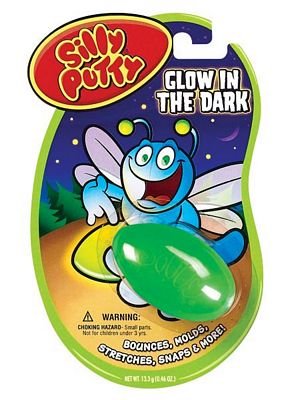 Silly
Putty
GLOW IN
THE DARK
WARNING:
CHOKING HAZARD- Small parts.
Not for children under 3 yrs.
BOUNCES, MOLDS,
STRETCHES, SNAPS & MORE!
NET WT 13.3 g (0.46 OZ.)